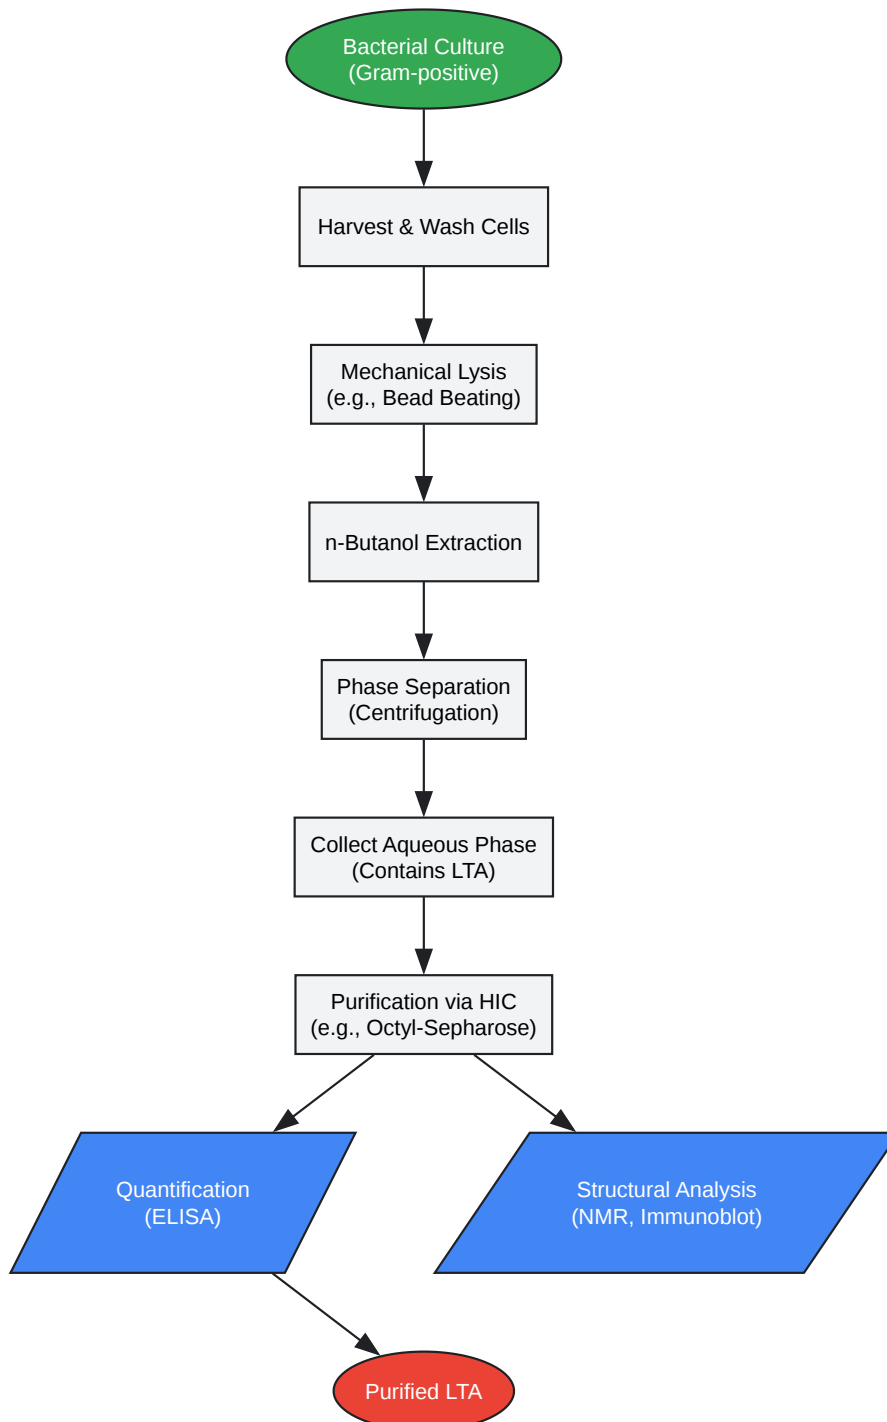 Bacterial Culture
(Gram-positive)
Harvest & Wash Cells
Mechanical Lysis
(e.g., Bead Beating)
n-Butanol Extraction
Phase Separation
(Centrifugation)
Collect Aqueous Phase
(Contains LTA)
Purification via HIC
(e.g., Octyl-Sepharose)
Quantification
(ELISA)
Structural Analysis
(NMR, Immunoblot)
Purified LTA